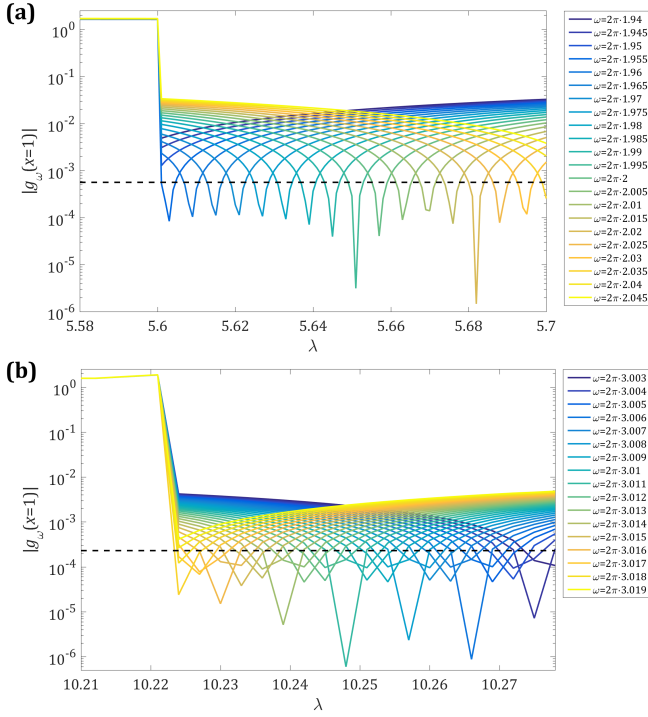 (a)
10^0
10^-1
10^-2
10^-3
10^-4
10^-5
10^-6
|g_ω(x=1)|
5.58 5.6 5.62 5.64 5.66 5.68 5.7
λ
ω=2π·1.94
ω=2π·1.945
ω=2π·1.95
ω=2π·1.955
ω=2π·1.96
ω=2π·1.965
ω=2π·1.97
ω=2π·1.975
ω=2π·1.98
ω=2π·1.985
ω=2π·1.99
ω=2π·1.995
ω=2π·2
ω=2π·2.005
ω=2π·2.01
ω=2π·2.015
ω=2π·2.02
ω=2π·2.025
ω=2π·2.03
ω=2π·2.035
ω=2π·2.04
ω=2π·2.045
(b)
10^0
10^-1
10^-2
10^-3
10^-4
10^-5
10^-6
|g_ω(x=1)|
10.21 10.22 10.23 10.24 10.25 10.26 10.27
λ
ω=2π·3.003
ω=2π·3.004
ω=2π·3.005
ω=2π·3.006
ω=2π·3.007
ω=2π·3.008
ω=2π·3.009
ω=2π·3.01
ω=2π·3.011
ω=2π·3.012
ω=2π·3.013
ω=2π·3.014
ω=2π·3.015
ω=2π·3.016
ω=2π·3.017
ω=2π·3.018
ω=2π·3.019